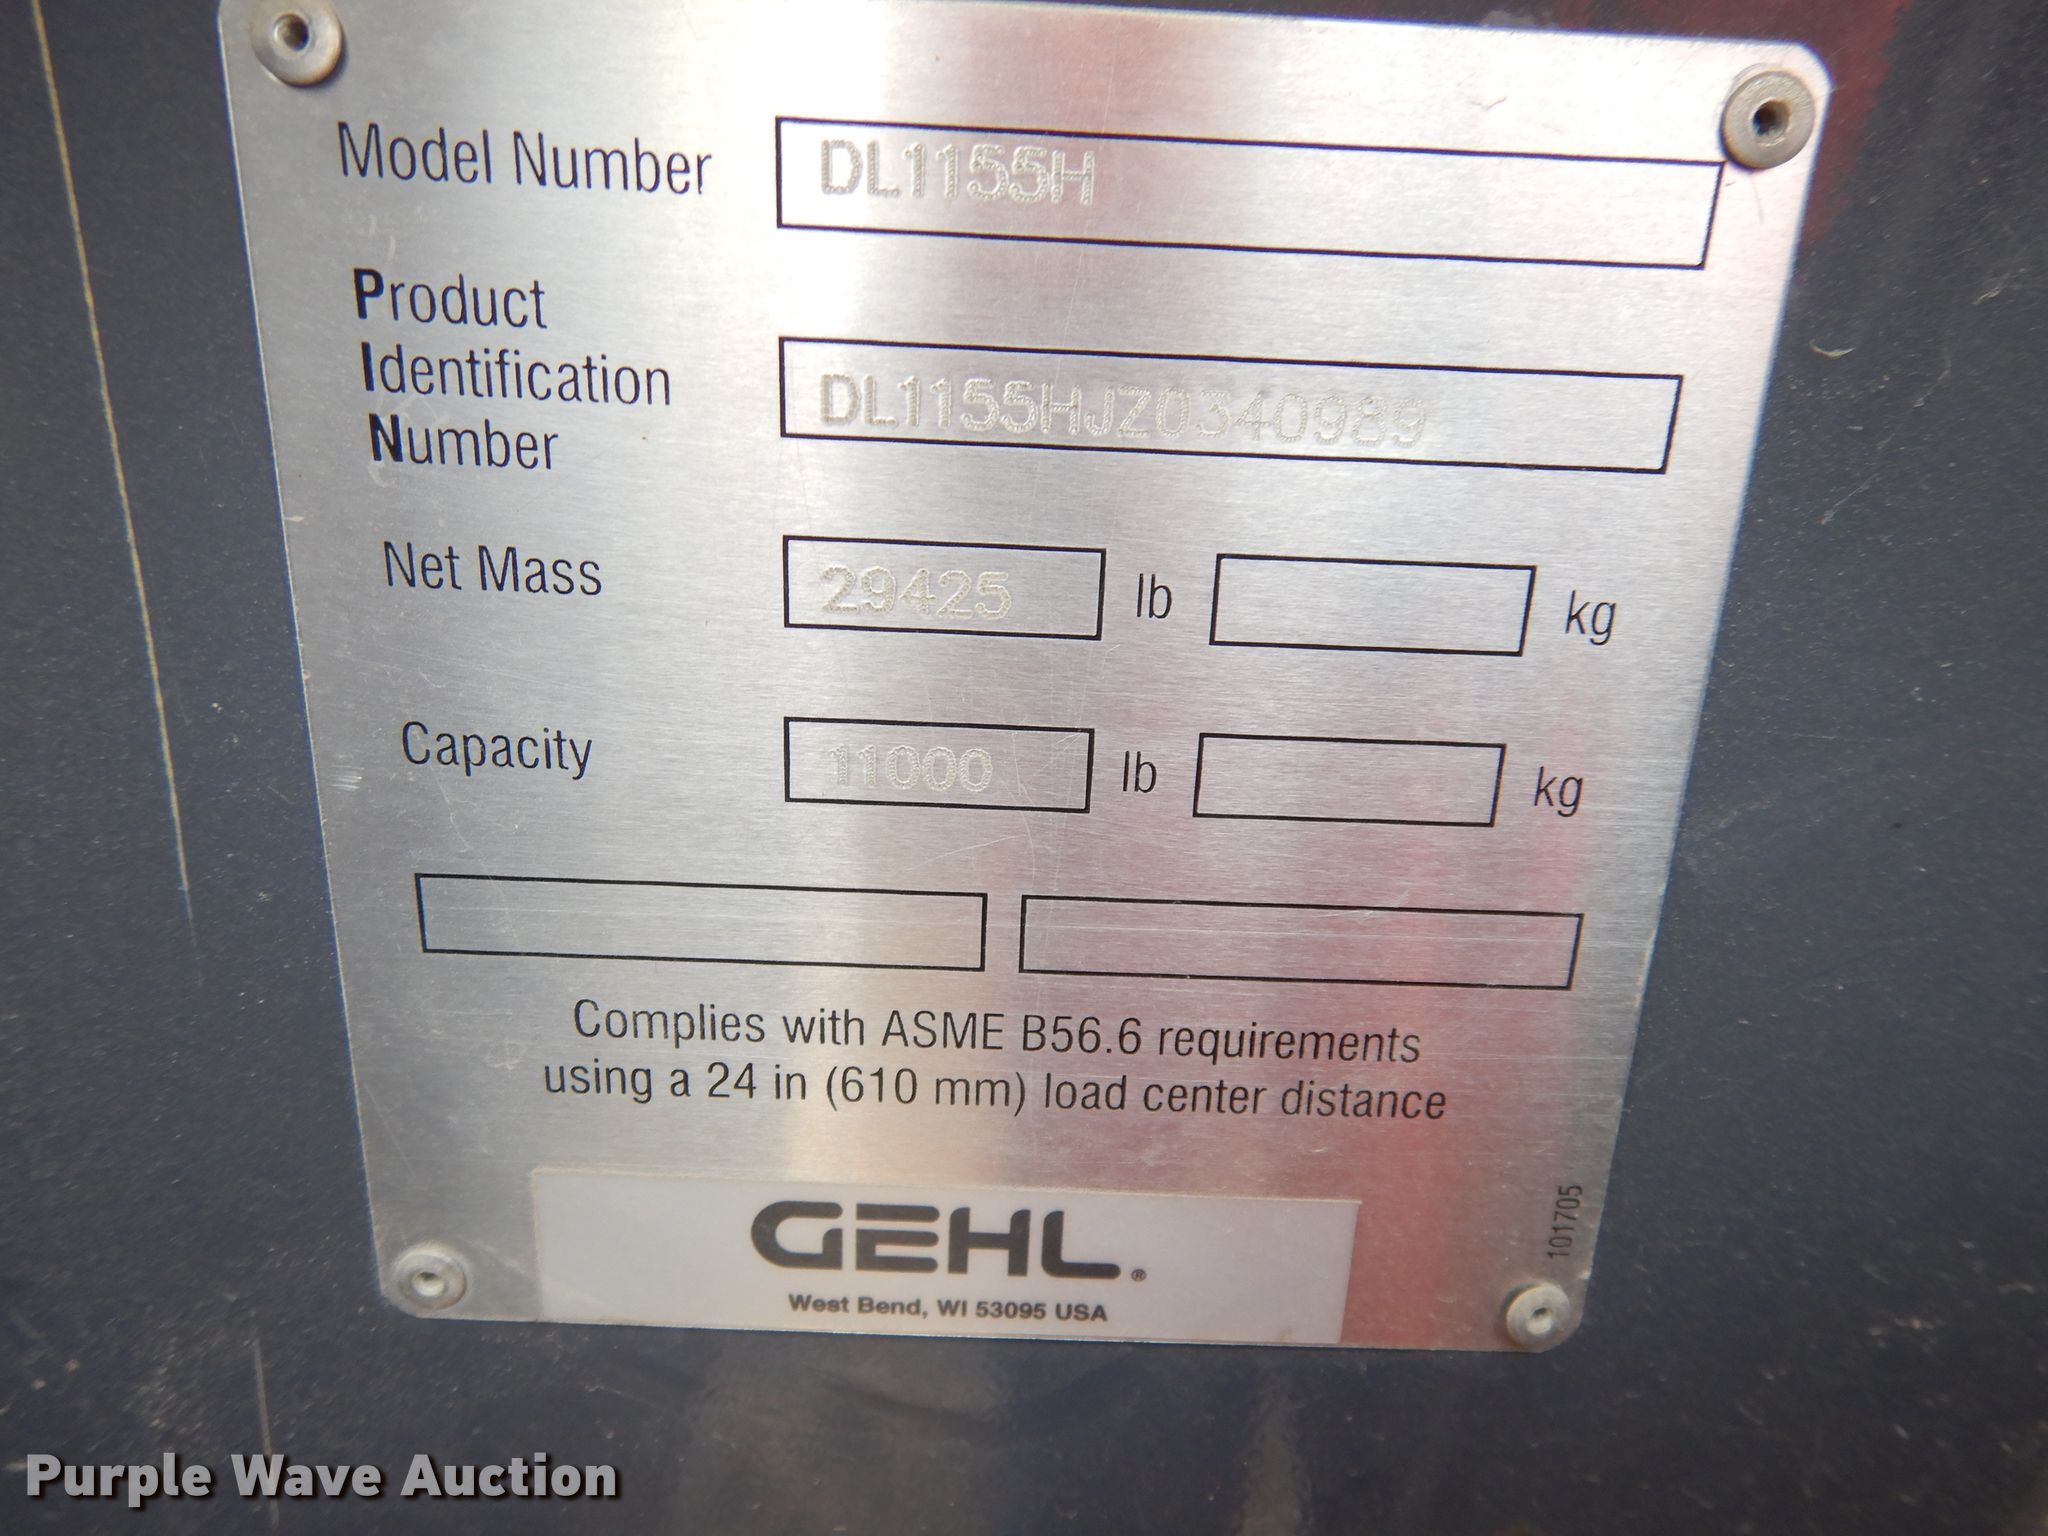 Model Number DL1155H
Product
Identification DL1155HJZ0340989
Number
Net Mass 29425 lb kg
Capacity 11000 lb kg
Complies with ASME B56.6 requirements
using a 24 in (610 mm) load center distance
GEHL®
West Bend, WI 53095 USA
101705
Purple Wave Auction